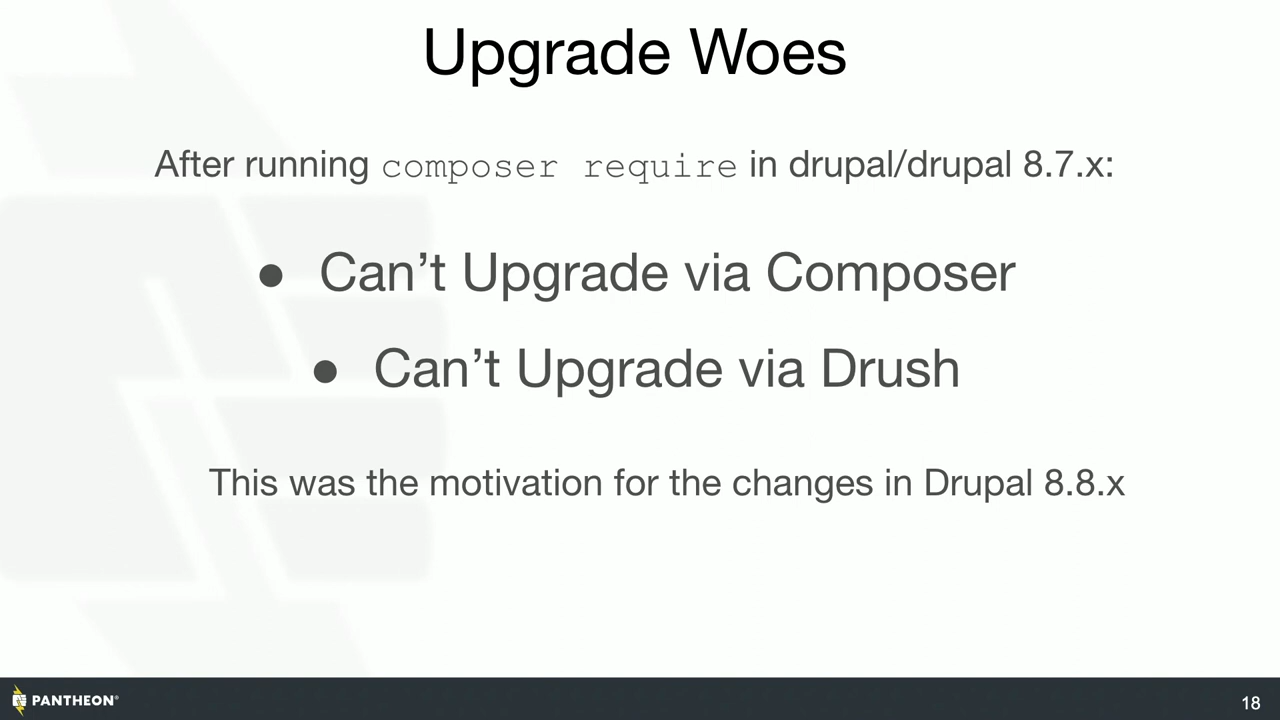 Upgrade Woes
After running composer require in drupal/drupal 8.7.x:
● Can’t Upgrade via Composer
● Can’t Upgrade via Drush
This was the motivation for the changes in Drupal 8.8.x
PANTHEON®
18